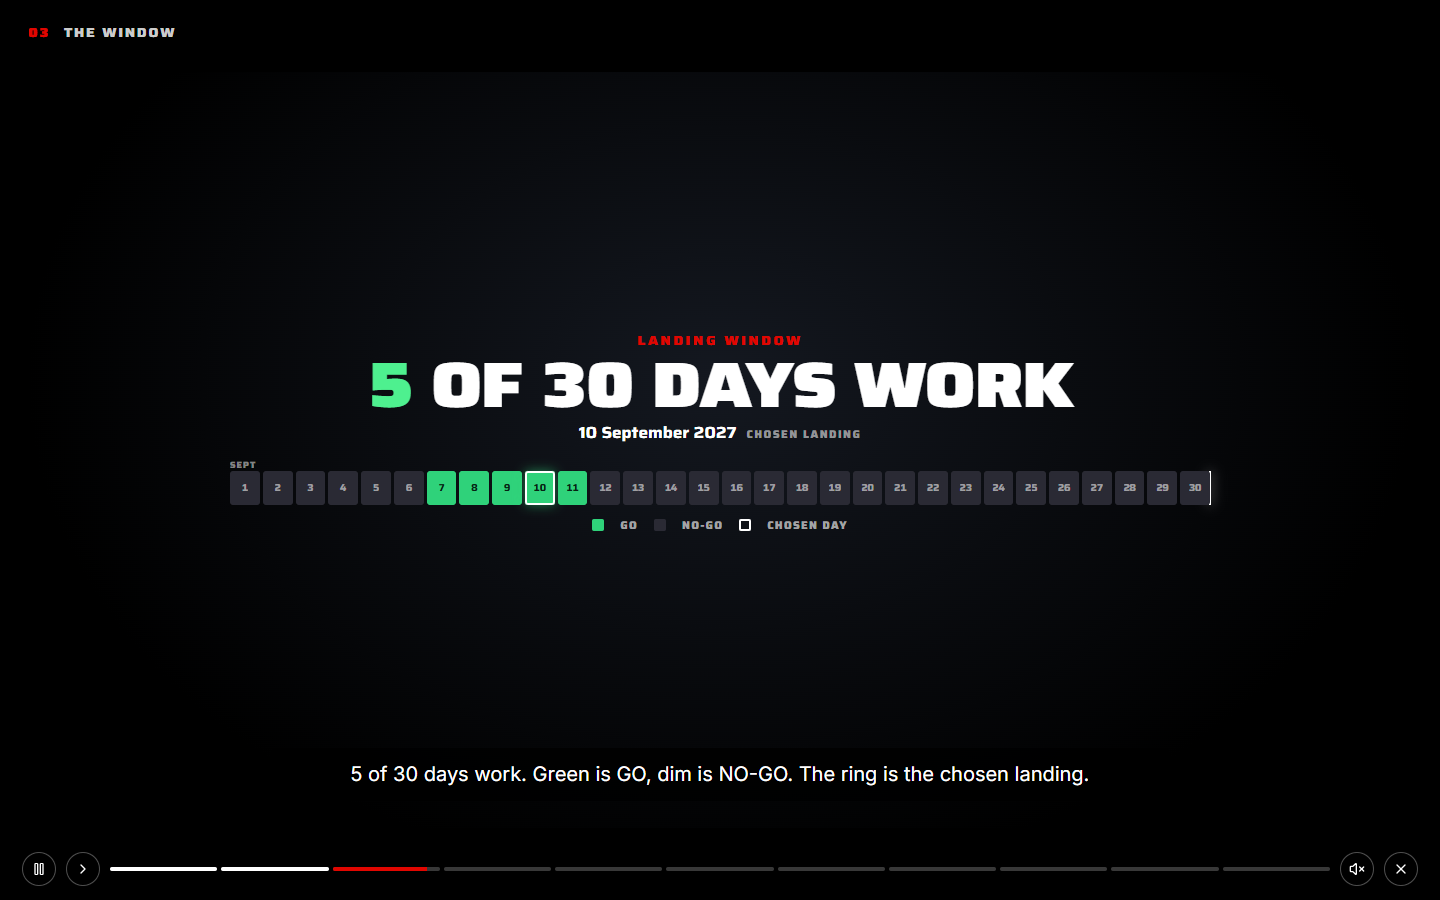 03 THE WINDOW
LANDING WINDOW
5 OF 30 DAYS WORK
10 September 2027 CHOSEN LANDING
SEPT
1 2 3 4 5 6 7 8 9 10 11 12 13 14 15 16 17 18 19 20 21 22 23 24 25 26 27 28 29 30
GO NO-GO CHOSEN DAY
5 of 30 days work. Green is GO, dim is NO-GO. The ring is the chosen landing.